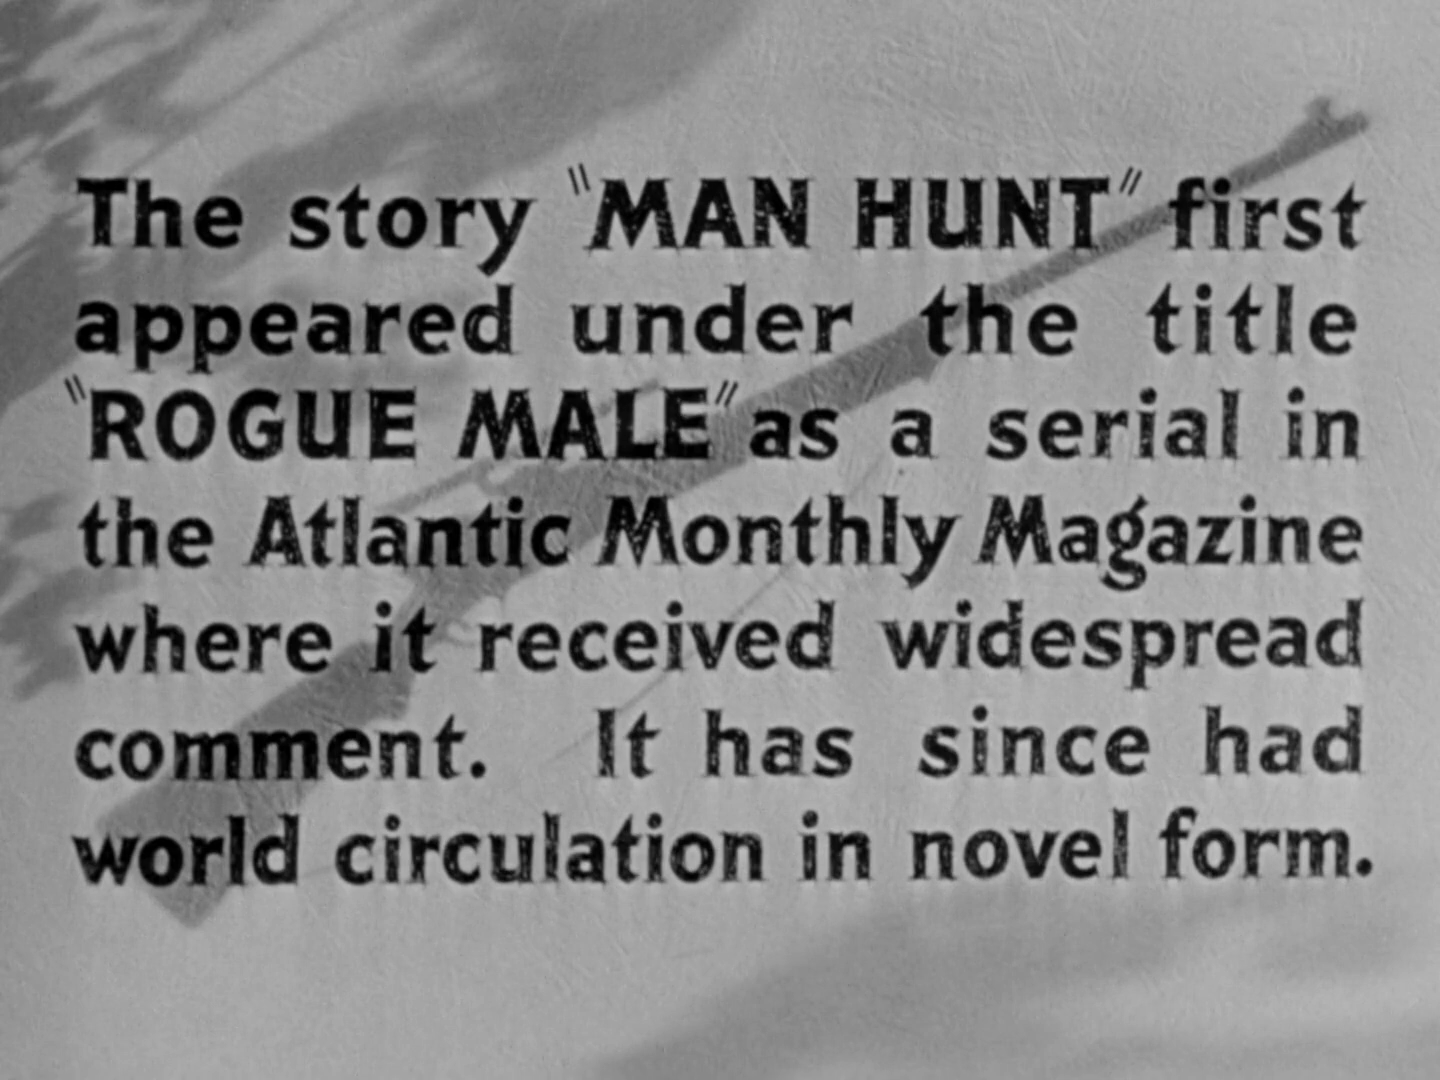 The story "MAN HUNT" first
appeared under the title
"ROGUE MALE" as a serial in
the Atlantic Monthly Magazine
where it received widespread
comment. It has since had
world circulation in novel form.